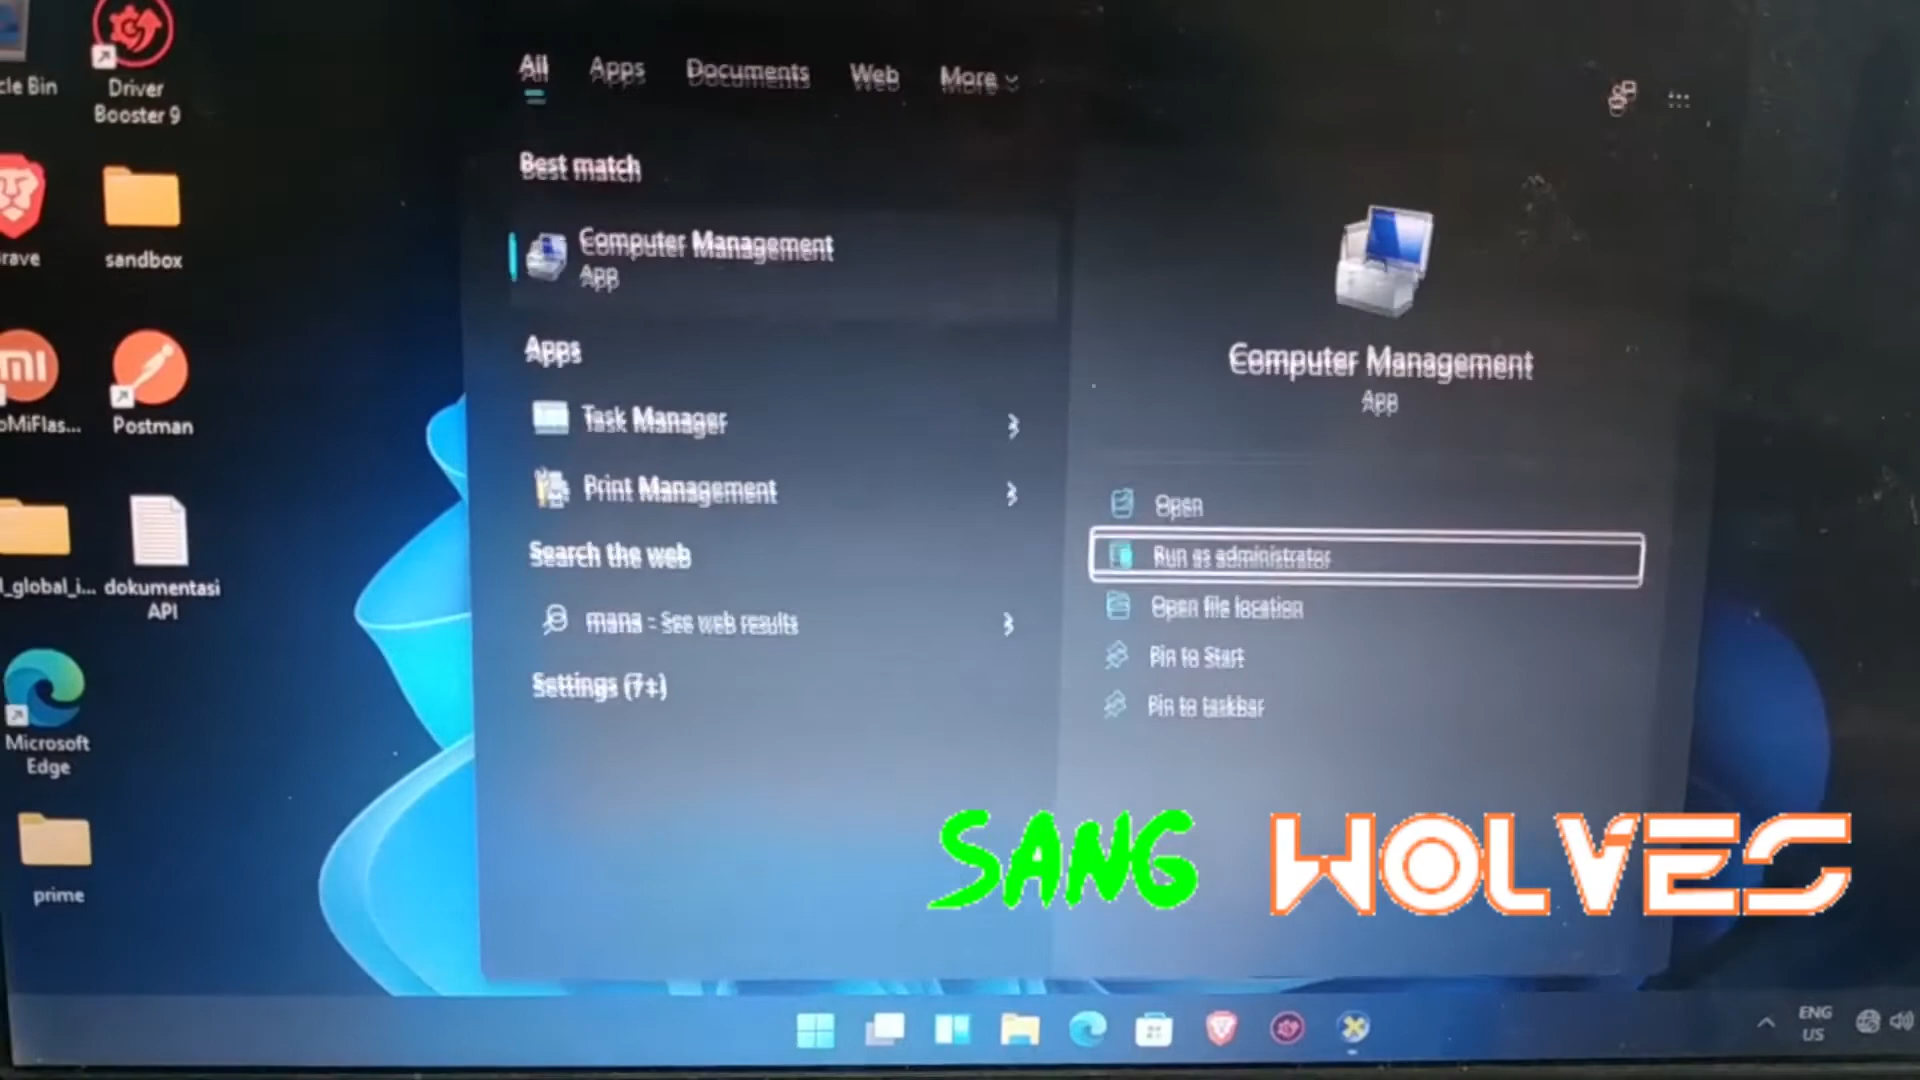 cle Bin
Driver
Booster 9
rave
sandbox
oMiFlas...
Postman
l_global_i...
dokumentasi
API
Microsoft
Edge
prime
All
Apps
Documents
Web
More
Best match
Computer Management
App
Apps
Task Manager
Print Management
Search the web
mana - See web results
Settings (7+)
Computer Management
App
Open
Run as administrator
Open file location
Pin to Start
Pin to taskbar
SANG WOLVES
ENG
US